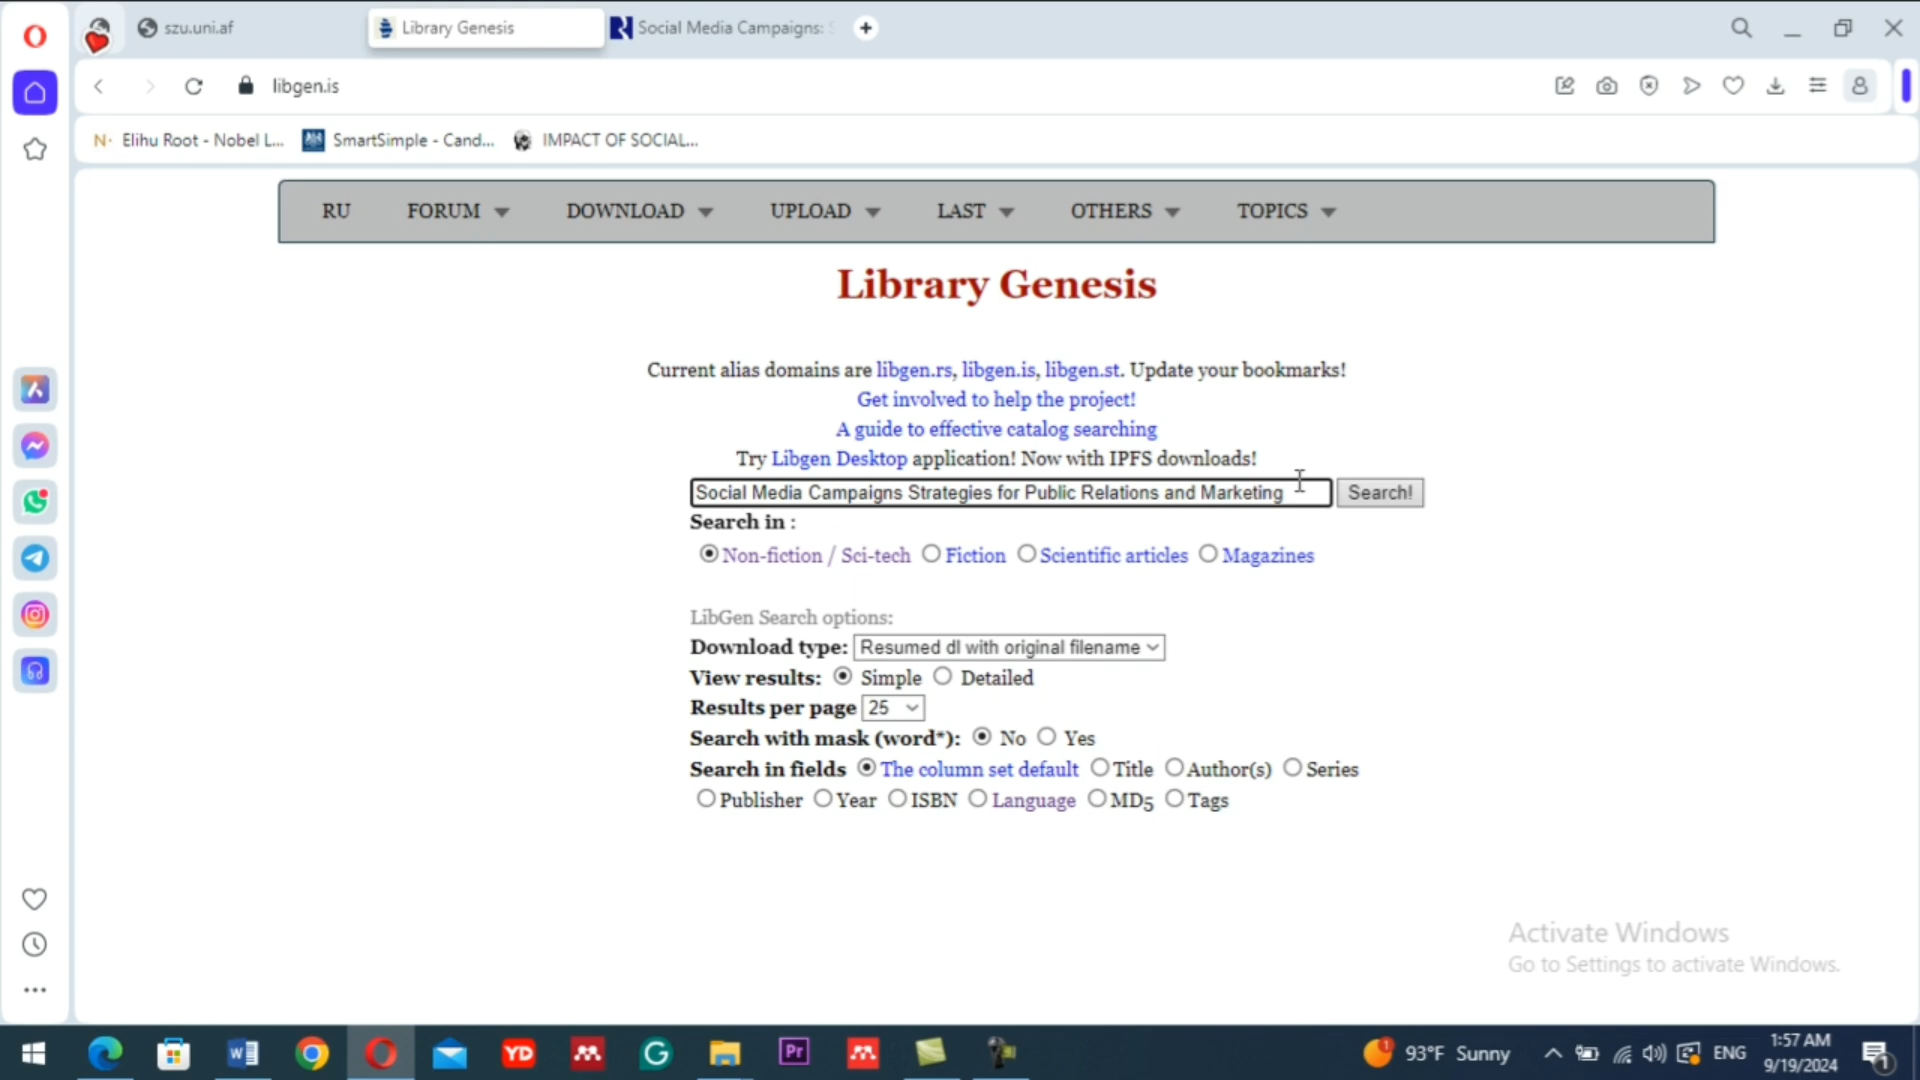 szu.uni.af
Library Genesis
Social Media Campaigns:
libgen.is
N· Elihu Root - Nobel L...
SmartSimple - Cand...
IMPACT OF SOCIAL...
RU FORUM DOWNLOAD UPLOAD LAST OTHERS TOPICS
Library Genesis
Current alias domains are libgen.rs, libgen.is, libgen.st. Update your bookmarks!
Get involved to help the project!
A guide to effective catalog searching
Try Libgen Desktop application! Now with IPFS downloads!
Social Media Campaigns Strategies for Public Relations and Marketing Search!
Search in :
Non-fiction / Sci-tech Fiction Scientific articles Magazines
LibGen Search options:
Download type: Resumed dl with original filename
View results: Simple Detailed
Results per page 25
Search with mask (word*): No Yes
Search in fields The column set default Title Author(s) Series
Publisher Year ISBN Language MD5 Tags
Activate Windows
Go to Settings to activate Windows.
YD
Pr
1
93°F Sunny
ENG
1:57 AM
9/19/2024
1